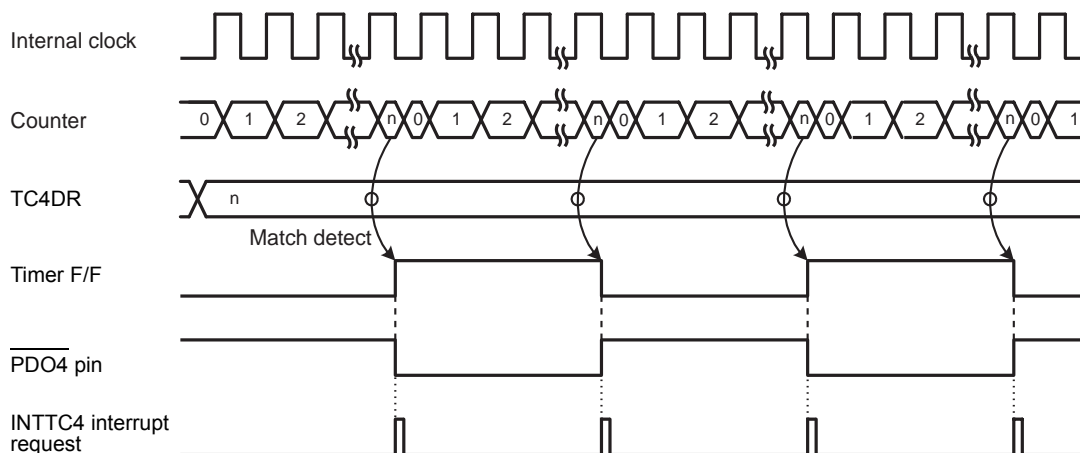 Internal clock
Counter
0 1 2 n 0 1 2 n 0 1 2 n 0 1 2 n 0 1
TC4DR
n
Match detect
Timer F/F
PDO4 pin
INTTC4 interrupt
request